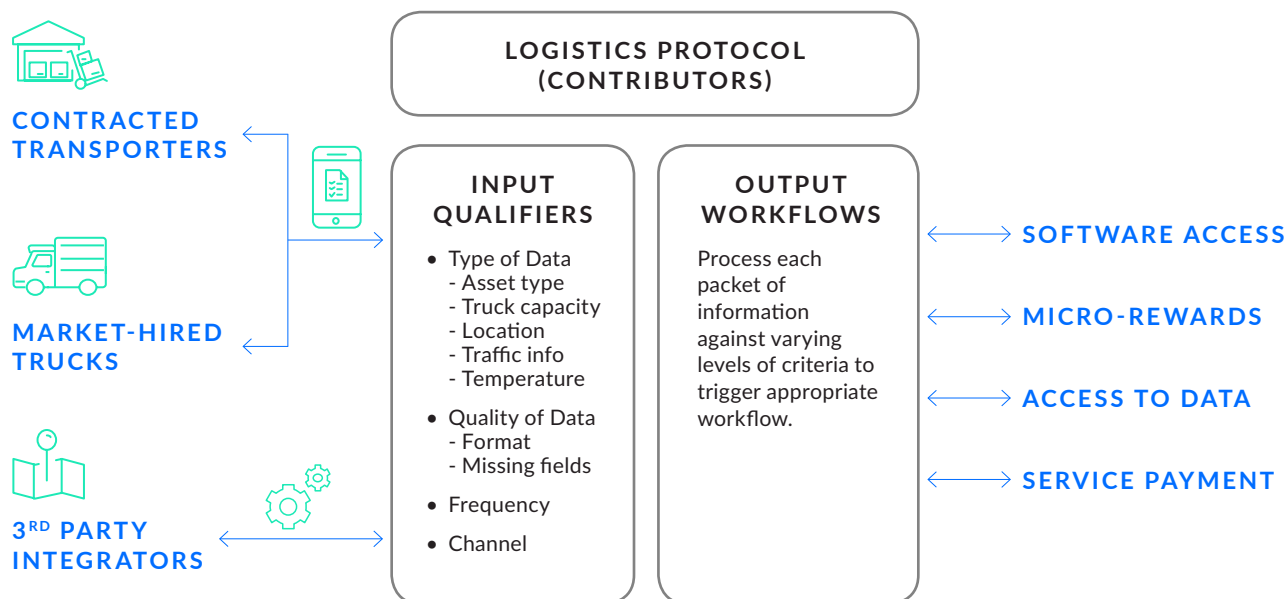 LOGISTICS PROTOCOL
(CONTRIBUTORS)
CONTRACTED
TRANSPORTERS
MARKET-HIRED
TRUCKS
3RD PARTY
INTEGRATORS
INPUT
QUALIFIERS
• Type of Data
- Asset type
- Truck capacity
- Location
- Traffic info
- Temperature
• Quality of Data
- Format
- Missing fields
• Frequency
• Channel
OUTPUT
WORKFLOWS
Process each
packet of
information
against varying
levels of criteria to
trigger appropriate
workflow.
SOFTWARE ACCESS
MICRO-REWARDS
ACCESS TO DATA
SERVICE PAYMENT